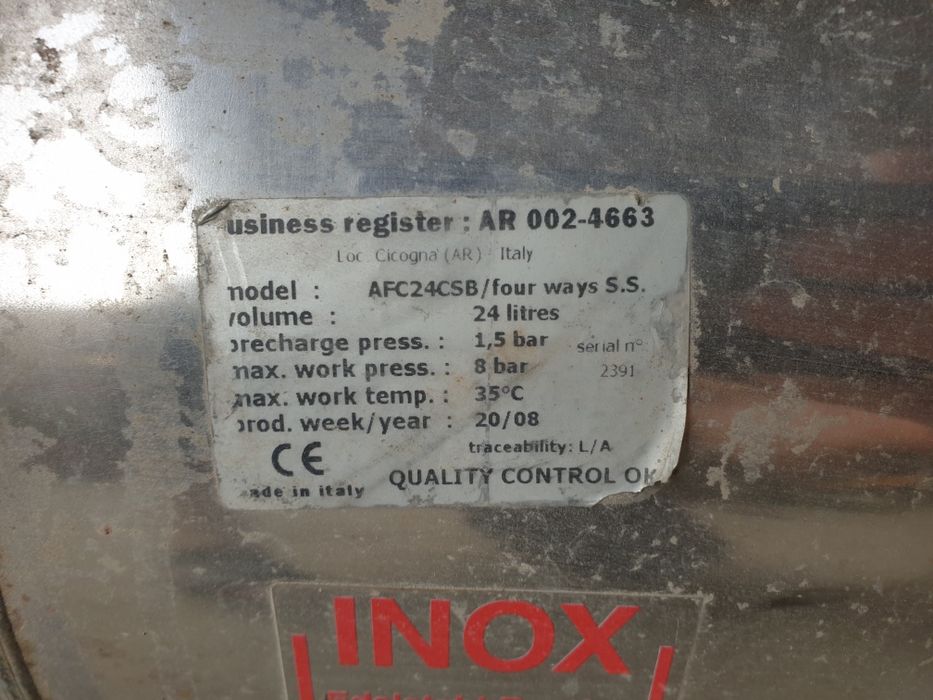 usiness register : AR 002-4663
Loc. Cicogna (AR) - Italy
model : AFC24CSB/four ways S.S.
volume : 24 litres
precharge press. : 1,5 bar serial n°
max. work press. : 8 bar 2391
max. work temp. : 35°C
prod. week/year : 20/08
traceability: L/A
CE
made in italy QUALITY CONTROL OK
INOX